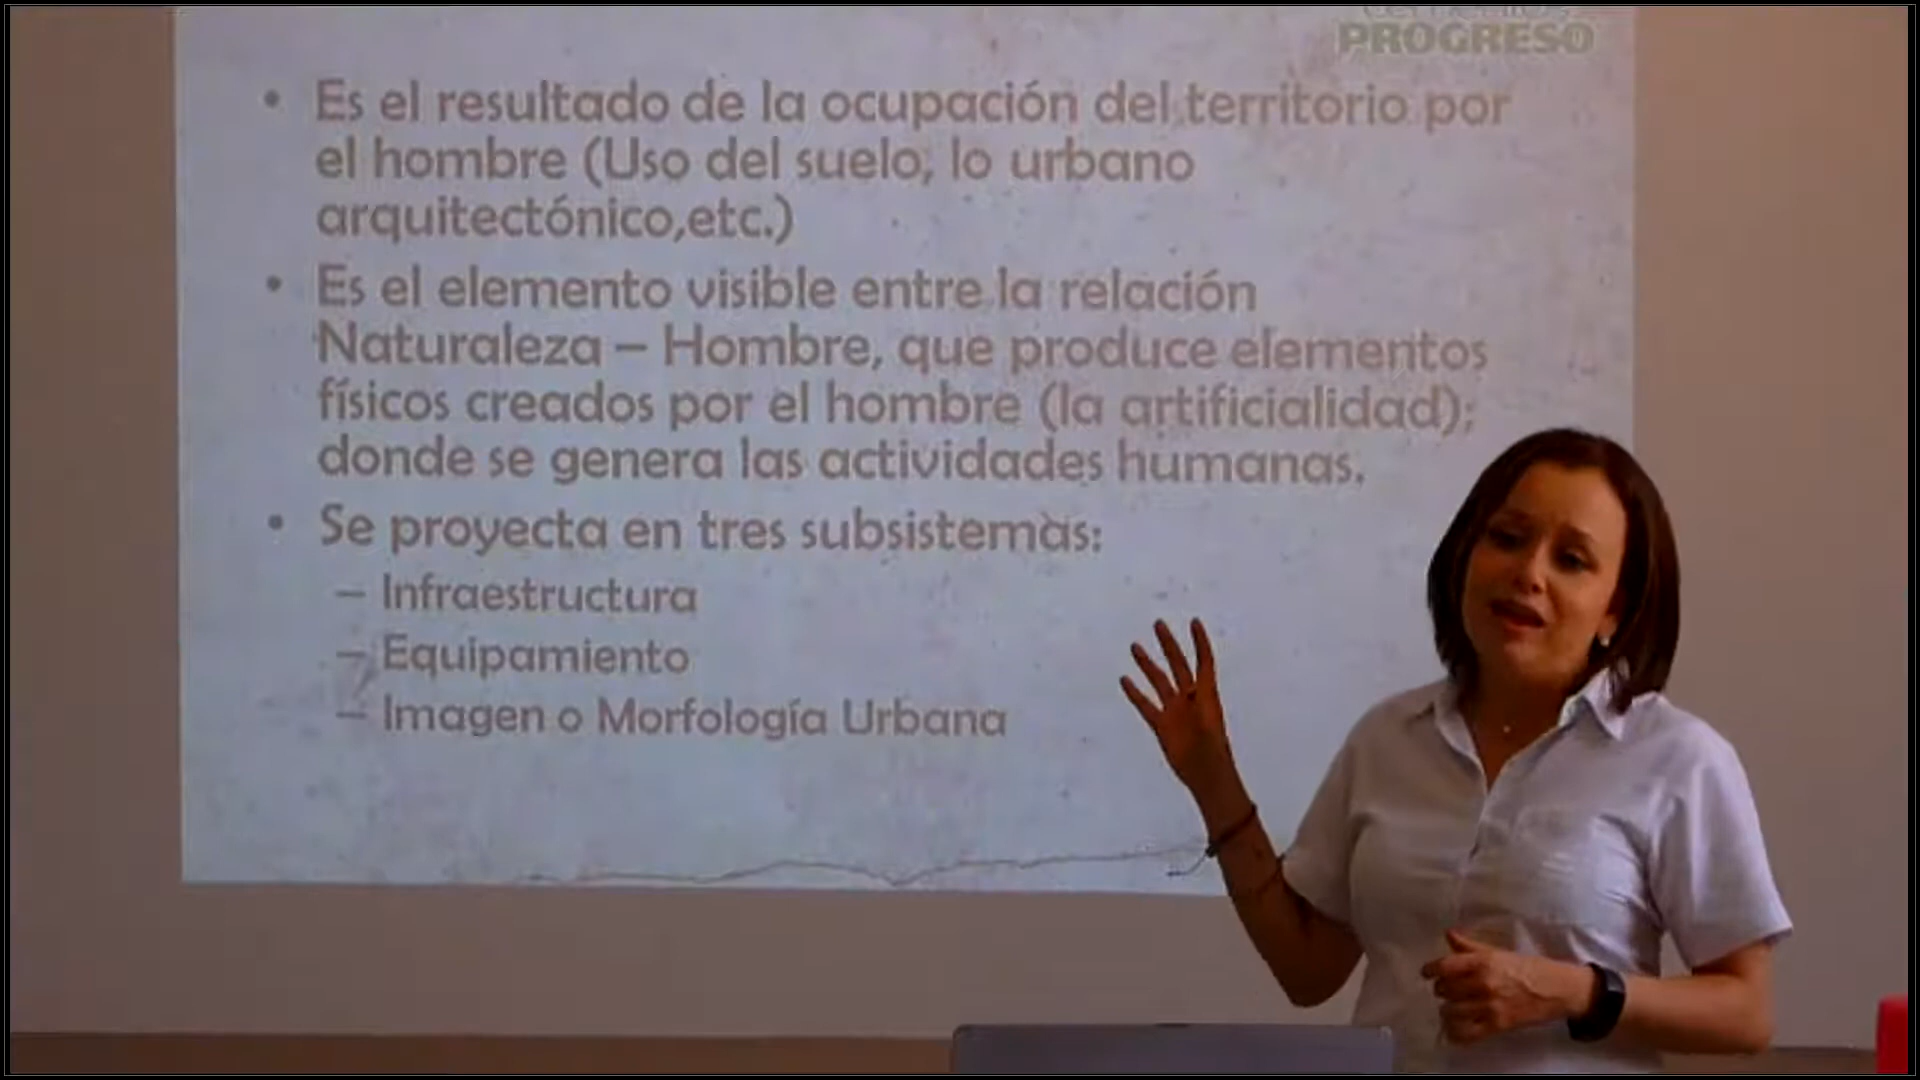 PROGRESO
• Es el resultado de la ocupación del territorio por
el hombre (Uso del suelo, lo urbano
arquitectónico,etc.)
• Es el elemento visible entre la relación
Naturaleza – Hombre, que produce elementos
físicos creados por el hombre (la artificialidad);
donde se genera las actividades humanas.
• Se proyecta en tres subsistemas:
– Infraestructura
– Equipamiento
– Imagen o Morfología Urbana